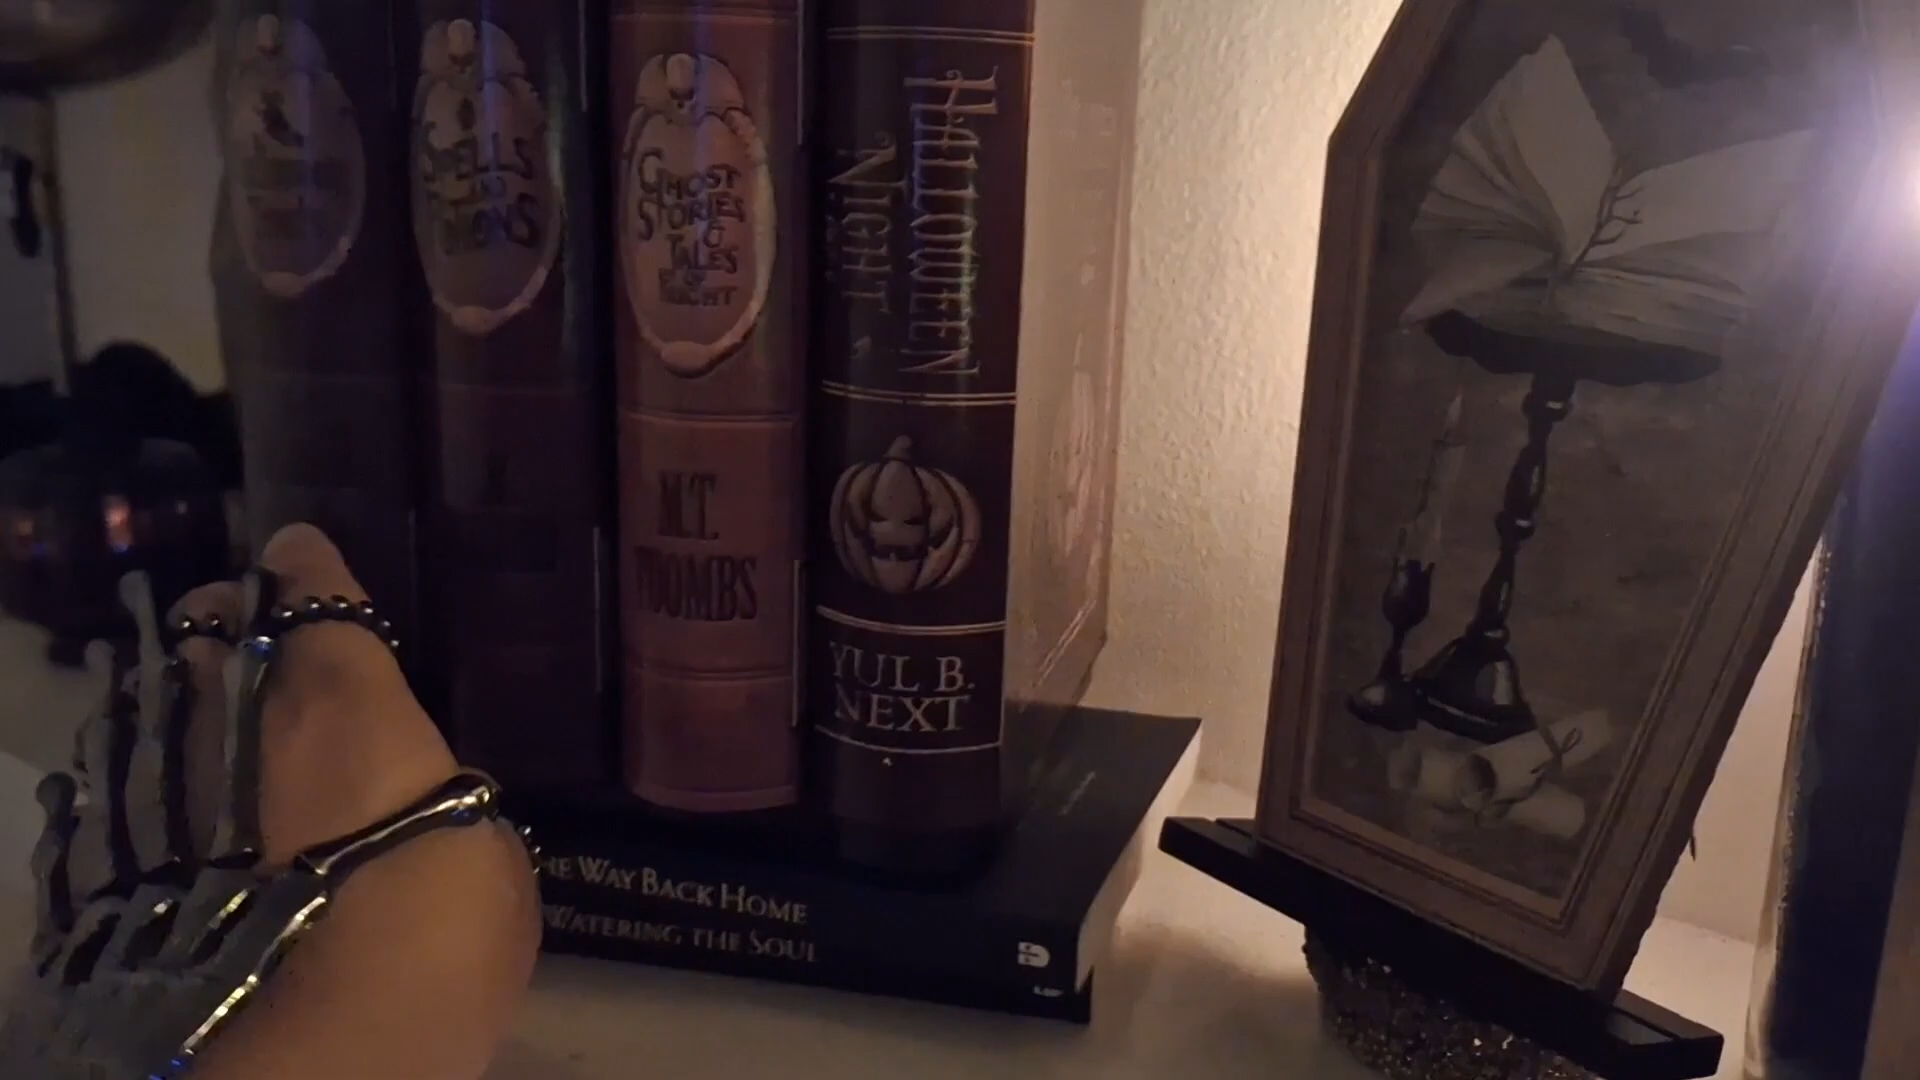 SPELLS
AND
POTIONS
GHOST
STORIES &
TALES
OF
FRIGHT
M.T.
TOOMBS
HALLOWEEN
NIGHT
YUL B.
NEXT
THE WAY BACK HOME
WATERING THE SOUL